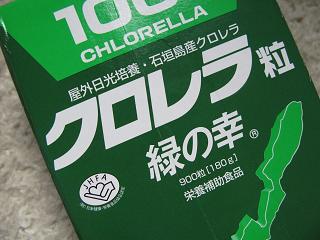 100
CHLORELLA
屋外日光培養・石垣島産クロレラ
クロレラ粒
緑の幸®
900粒[180g]
栄養補助食品
JHFA